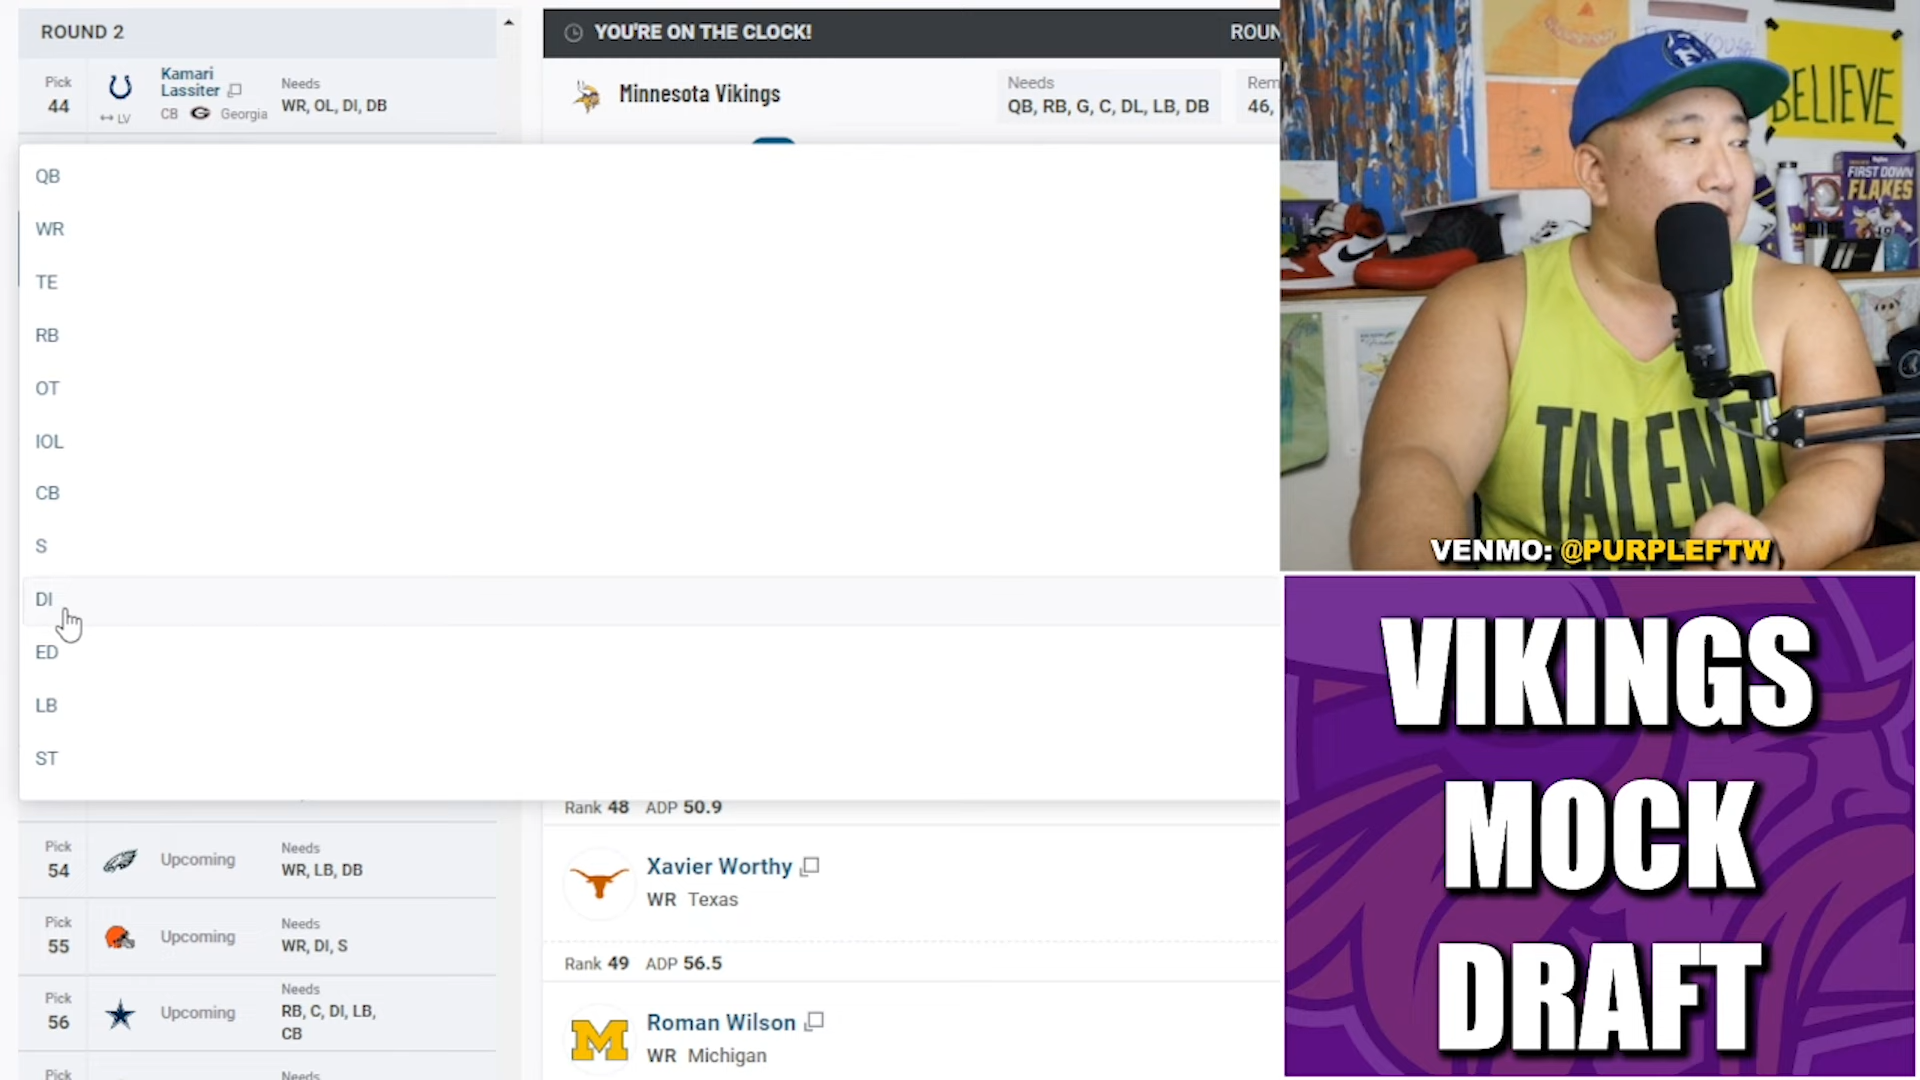 ROUND 2
Pick
44
LV
Kamari
Lassiter
CB Georgia
Needs
WR, OL, DI, DB
YOU'RE ON THE CLOCK!
ROUN
Minnesota Vikings
Needs
QB, RB, G, C, DL, LB, DB
Rem
46,
QB
WR
TE
RB
OT
IOL
CB
S
DI
ED
LB
ST
Pick
54
Upcoming
Needs
WR, LB, DB
Pick
55
Upcoming
Needs
WR, DI, S
Pick
56
Upcoming
Needs
RB, C, DI, LB,
CB
Pick
Needs
Rank 48 ADP 50.9
Xavier Worthy
WR Texas
Rank 49 ADP 56.5
M
Roman Wilson
WR Michigan
BELIEVE
FIRST DOWN
FLAKES
TALENT
VENMO: @PURPLEFTW
VIKINGS
MOCK
DRAFT